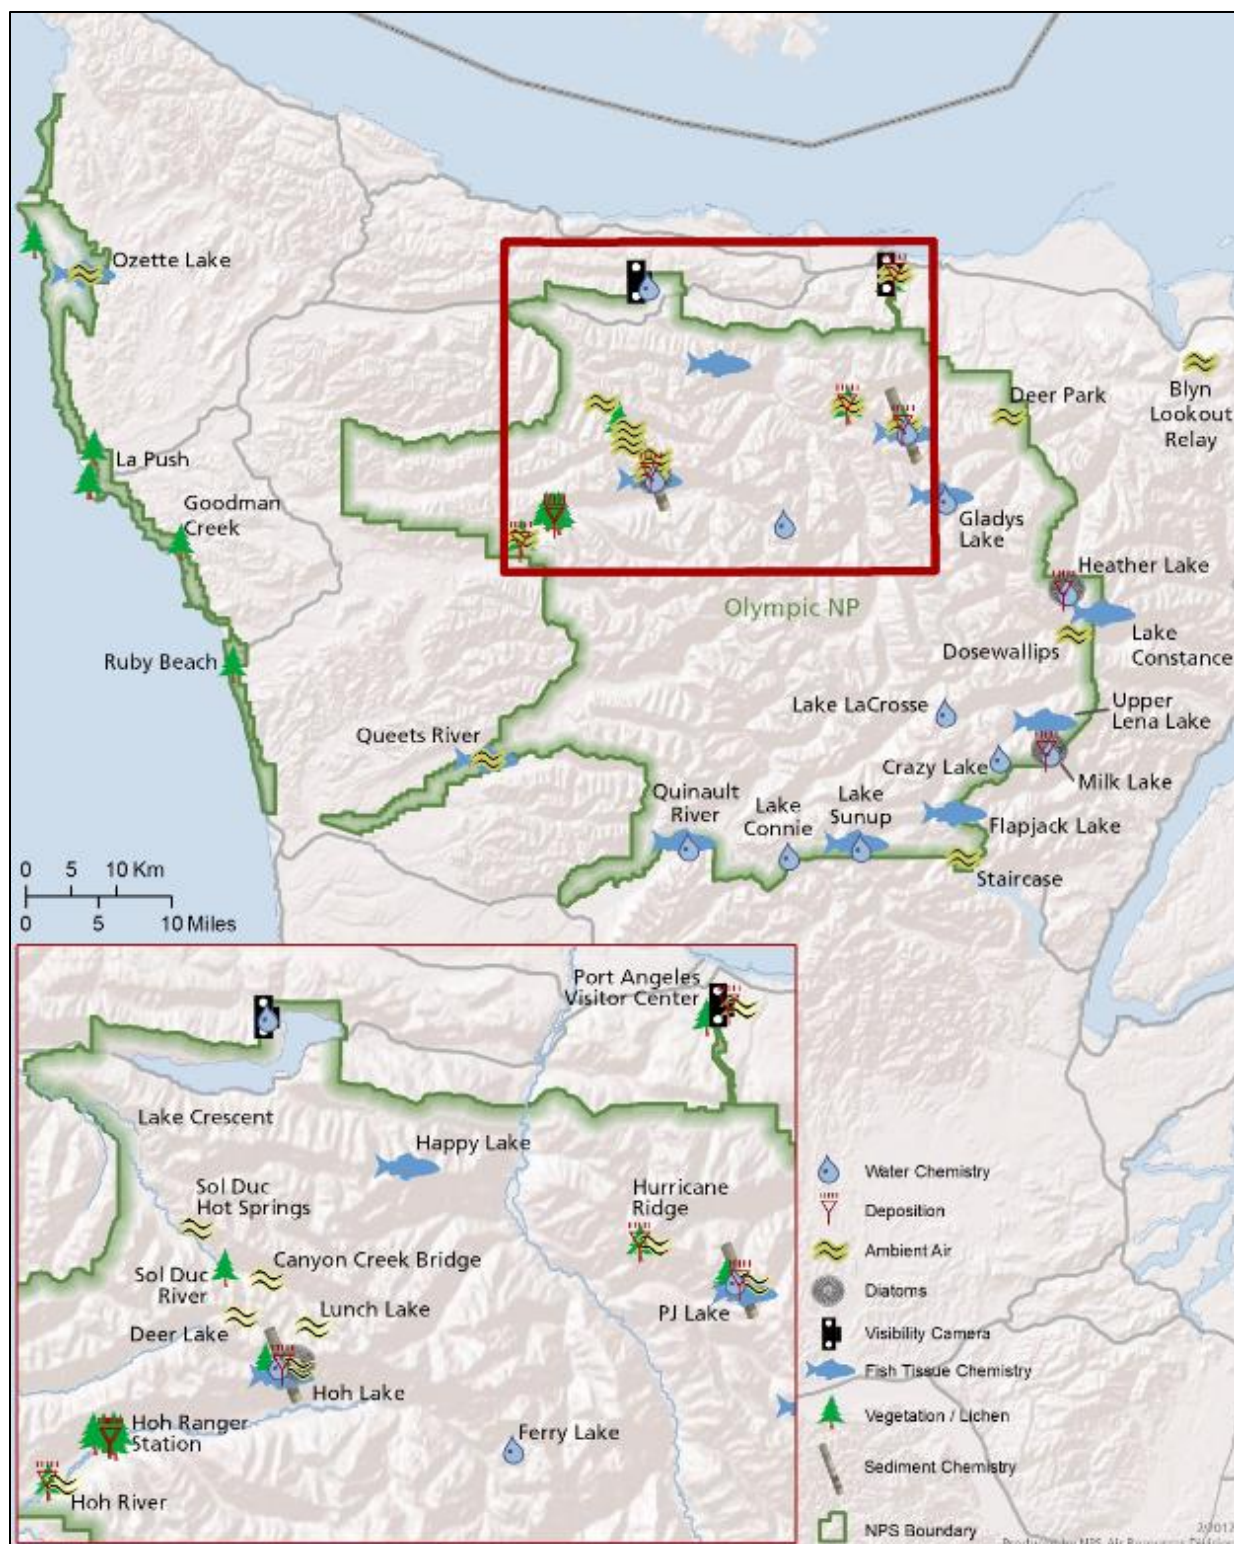 Ozette Lake
Deer Park
Blyn
Lookout
Relay
La Push
Goodman
Creek
Gladys
Lake
Heather Lake
Olympic NP
Dosewallips
Lake
Constance
Ruby Beach
Lake LaCrosse
Upper
Lena Lake
Queets River
Crazy Lake
Milk Lake
Quinault
River
Lake
Connie
Lake
Sunup
Flapjack Lake
Staircase
0 5 10 Km
0 5 10 Miles
Port Angeles
Visitor Center
Lake Crescent
Happy Lake
Sol Duc
Hot Springs
Hurricane
Ridge
Canyon Creek Bridge
Sol Duc
River
Lunch Lake
PJ Lake
Deer Lake
Hoh Lake
Hoh Ranger
Station
Ferry Lake
Hoh River
Water Chemistry
Deposition
Ambient Air
Diatoms
Visibility Camera
Fish Tissue Chemistry
Vegetation / Lichen
Sediment Chemistry
NPS Boundary